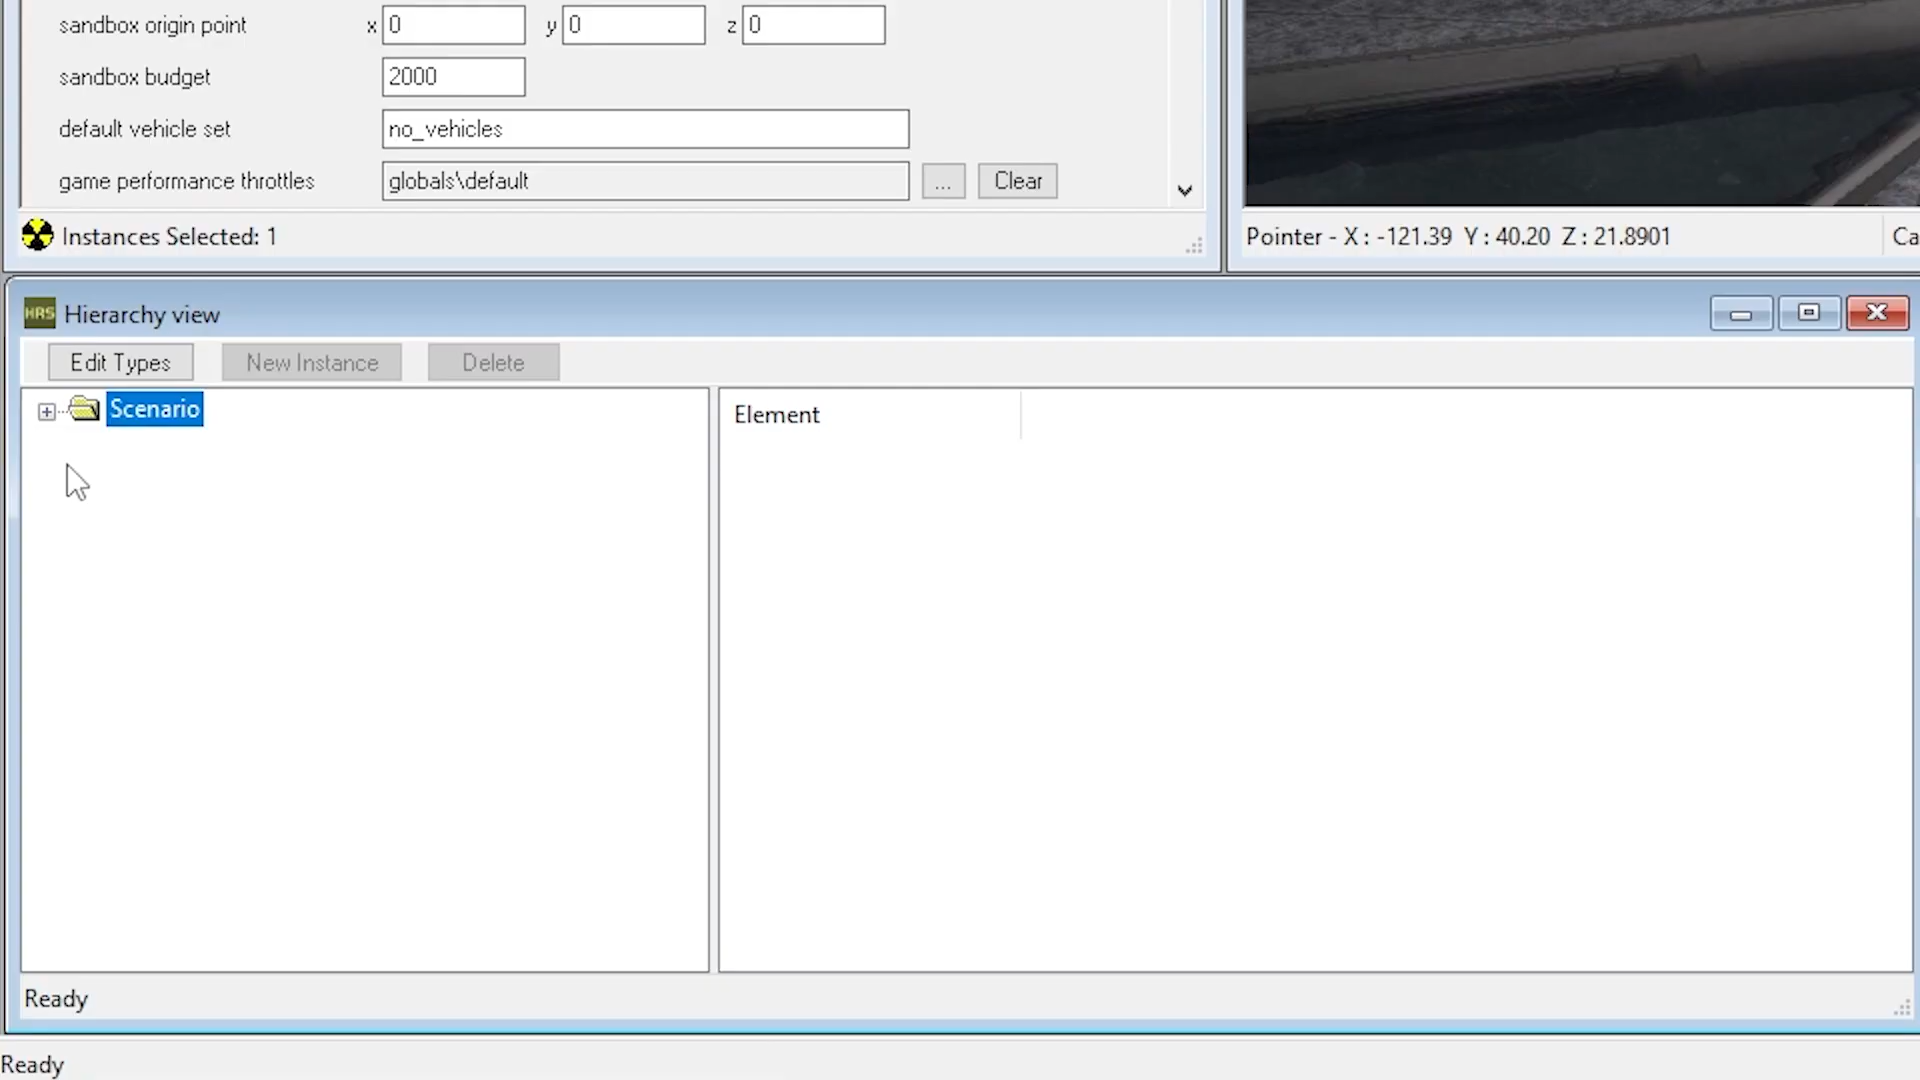 sandbox origin point x 0 y 0 z 0
sandbox budget 2000
default vehicle set no_vehicles
game performance throttles globals\default ... Clear
Instances Selected: 1
Pointer - X : -121.39 Y : 40.20 Z : 21.8901 Ca
HRS Hierarchy view
Edit Types New Instance Delete
Scenario
Element
Ready
Ready